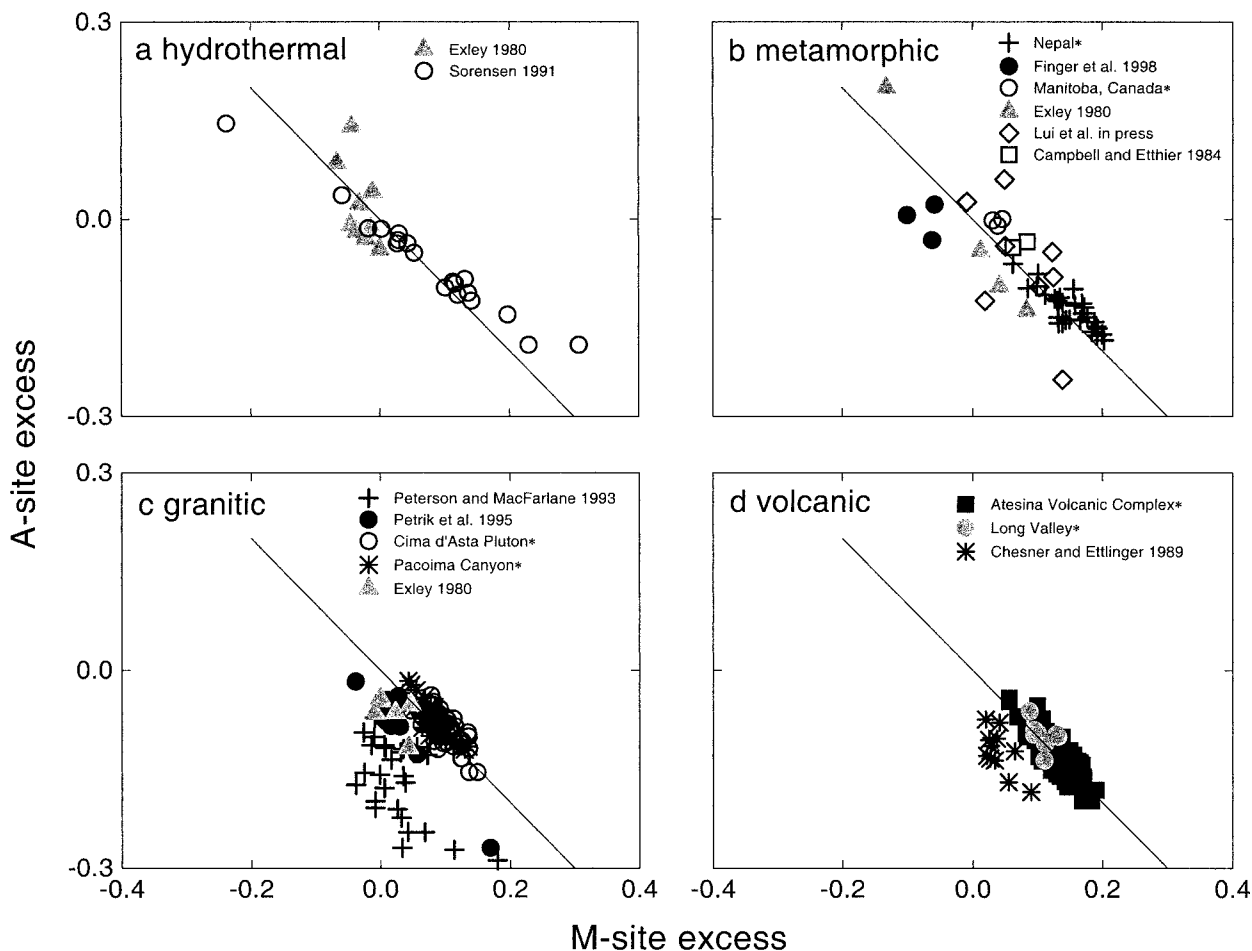 a hydrothermal
Exley 1980
Sorensen 1991
b metamorphic
Nepal*
Finger et al. 1998
Manitoba, Canada*
Exley 1980
Lui et al. in press
Campbell and Etthier 1984
0.3
0.0
-0.3
A-site excess
c granitic
Peterson and MacFarlane 1993
Petrik et al. 1995
Cima d'Asta Pluton*
Pacoima Canyon*
Exley 1980
d volcanic
Atesina Volcanic Complex*
Long Valley*
Chesner and Ettlinger 1989
0.3
0.0
-0.3
-0.4 -0.2 0.0 0.2 0.4 -0.4 -0.2 0.0 0.2 0.4
M-site excess